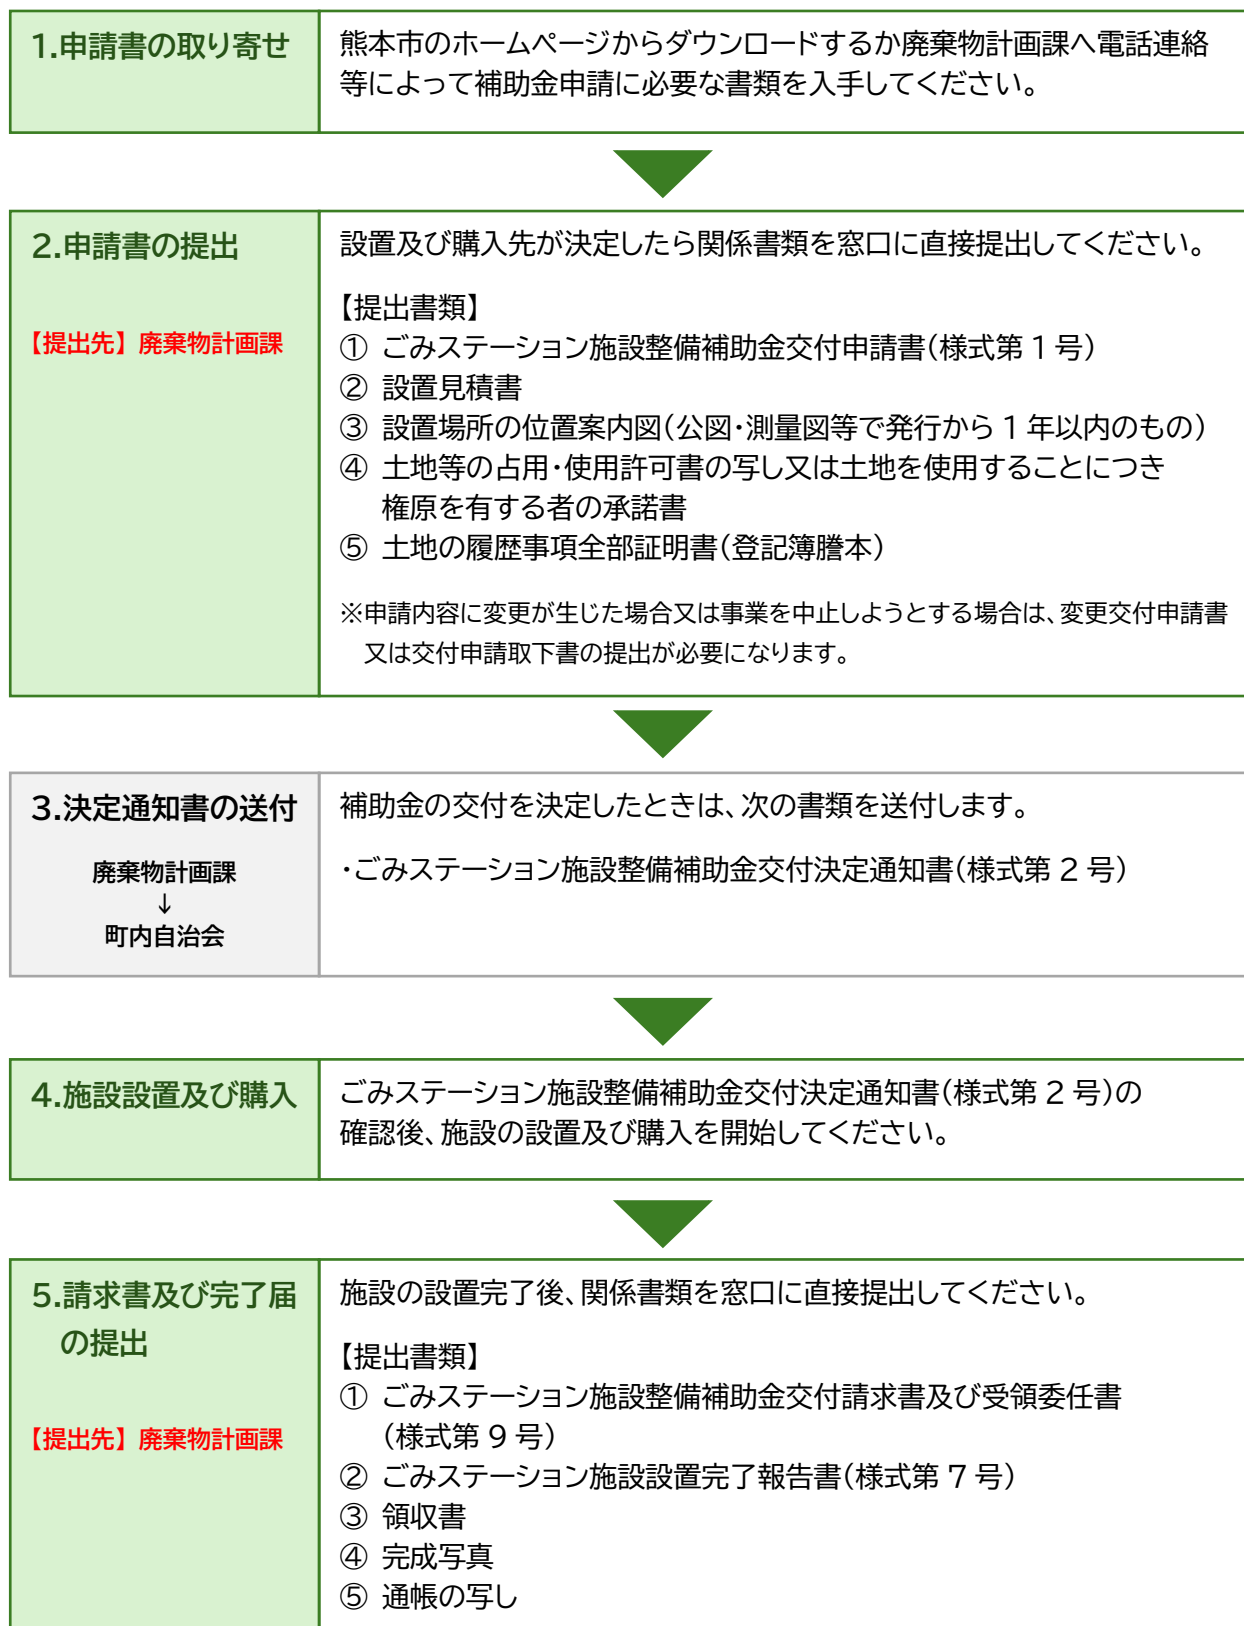 1.申請書の取り寄せ
熊本市のホームページからダウンロードするか廃棄物計画課へ電話連絡
等によって補助金申請に必要な書類を入手してください。
2.申請書の提出
【提出先】廃棄物計画課
設置及び購入先が決定したら関係書類を窓口に直接提出してください。
【提出書類】
① ごみステーション施設整備補助金交付申請書(様式第1号)
② 設置見積書
③ 設置場所の位置案内図(公図・測量図等で発行から1年以内のもの)
④ 土地等の占用・使用許可書の写し又は土地を使用することにつき
権原を有する者の承諾書
⑤ 土地の履歴事項全部証明書(登記簿謄本)
※申請内容に変更が生じた場合又は事業を中止しようとする場合は、変更交付申請書
又は交付申請取下書の提出が必要になります。
3.決定通知書の送付
廃棄物計画課
↓
町内自治会
補助金の交付を決定したときは、次の書類を送付します。
・ごみステーション施設整備補助金交付決定通知書(様式第2号)
4.施設設置及び購入
ごみステーション施設整備補助金交付決定通知書(様式第2号)の
確認後、施設の設置及び購入を開始してください。
5.請求書及び完了届
の提出
【提出先】廃棄物計画課
施設の設置完了後、関係書類を窓口に直接提出してください。
【提出書類】
① ごみステーション施設整備補助金交付請求書及び受領委任書
(様式第9号)
② ごみステーション施設設置完了報告書(様式第7号)
③ 領収書
④ 完成写真
⑤ 通帳の写し